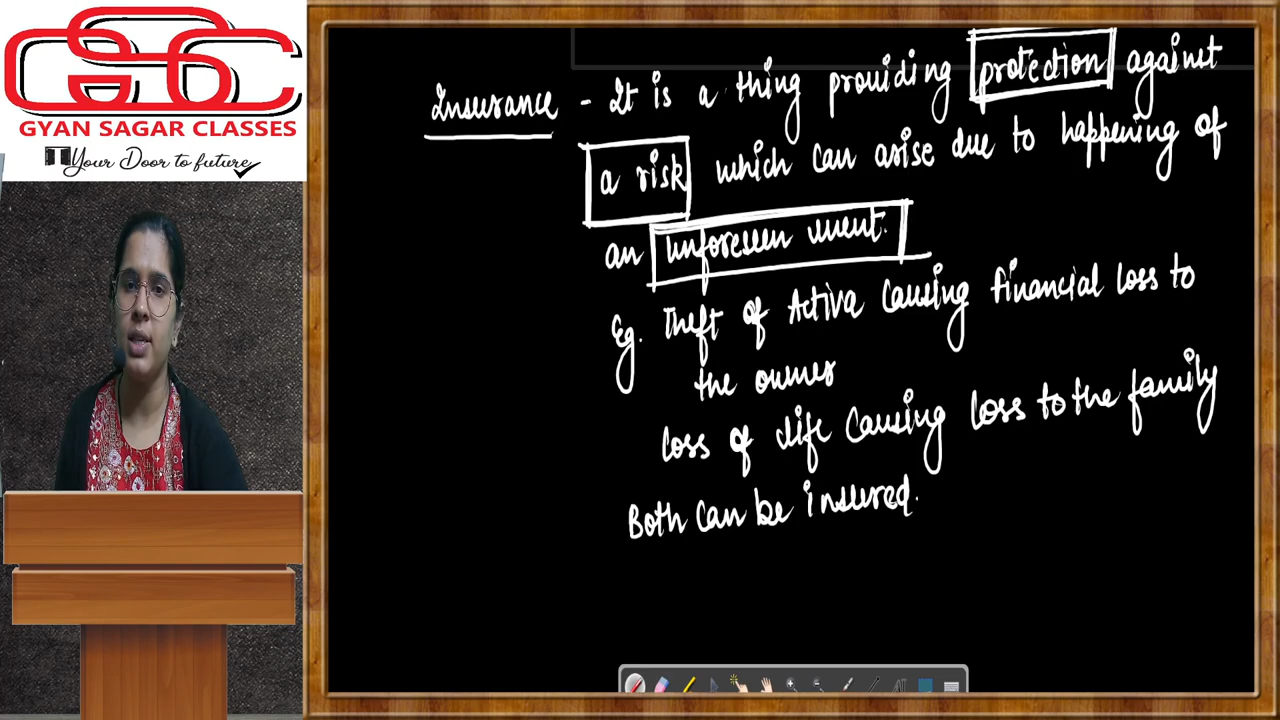 GSC
GYAN SAGAR CLASSES
Your Door to future
Insurance - It is a thing providing protection against
a risk which can arise due to happening of
an unforeseen event.
Eg. Theft of Activa causing financial loss to
the owner
loss of life causing loss to the family
Both can be insured.